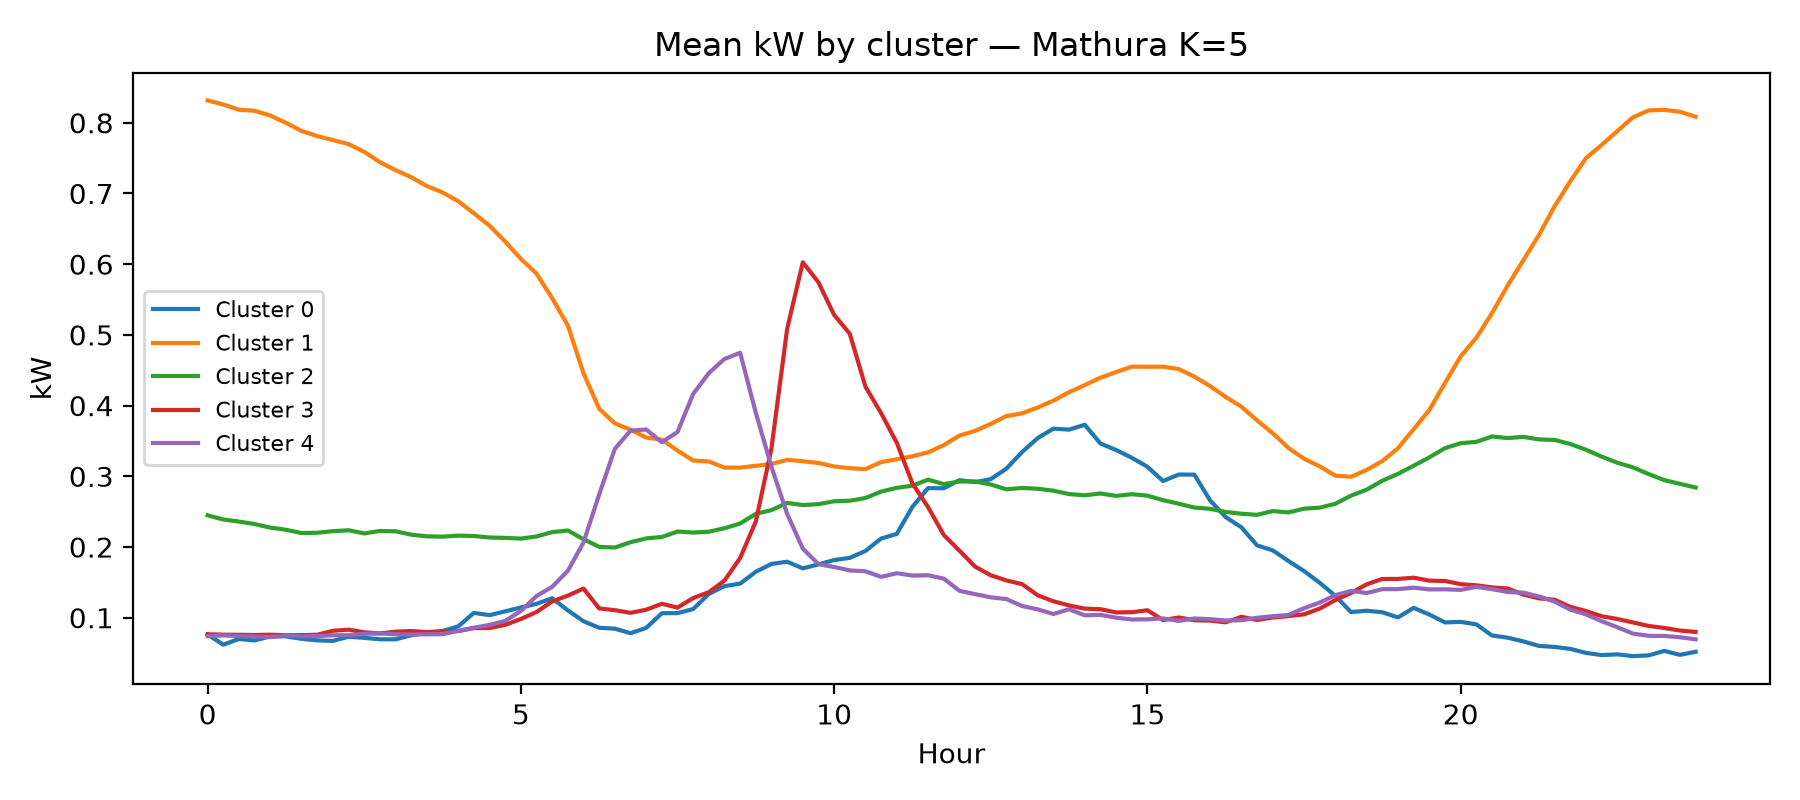 Mean kW by cluster — Mathura K=5
kW
0.8
0.7
0.6
0.5
0.4
0.3
0.2
0.1
Cluster 0
Cluster 1
Cluster 2
Cluster 3
Cluster 4
0 5 10 15 20
Hour